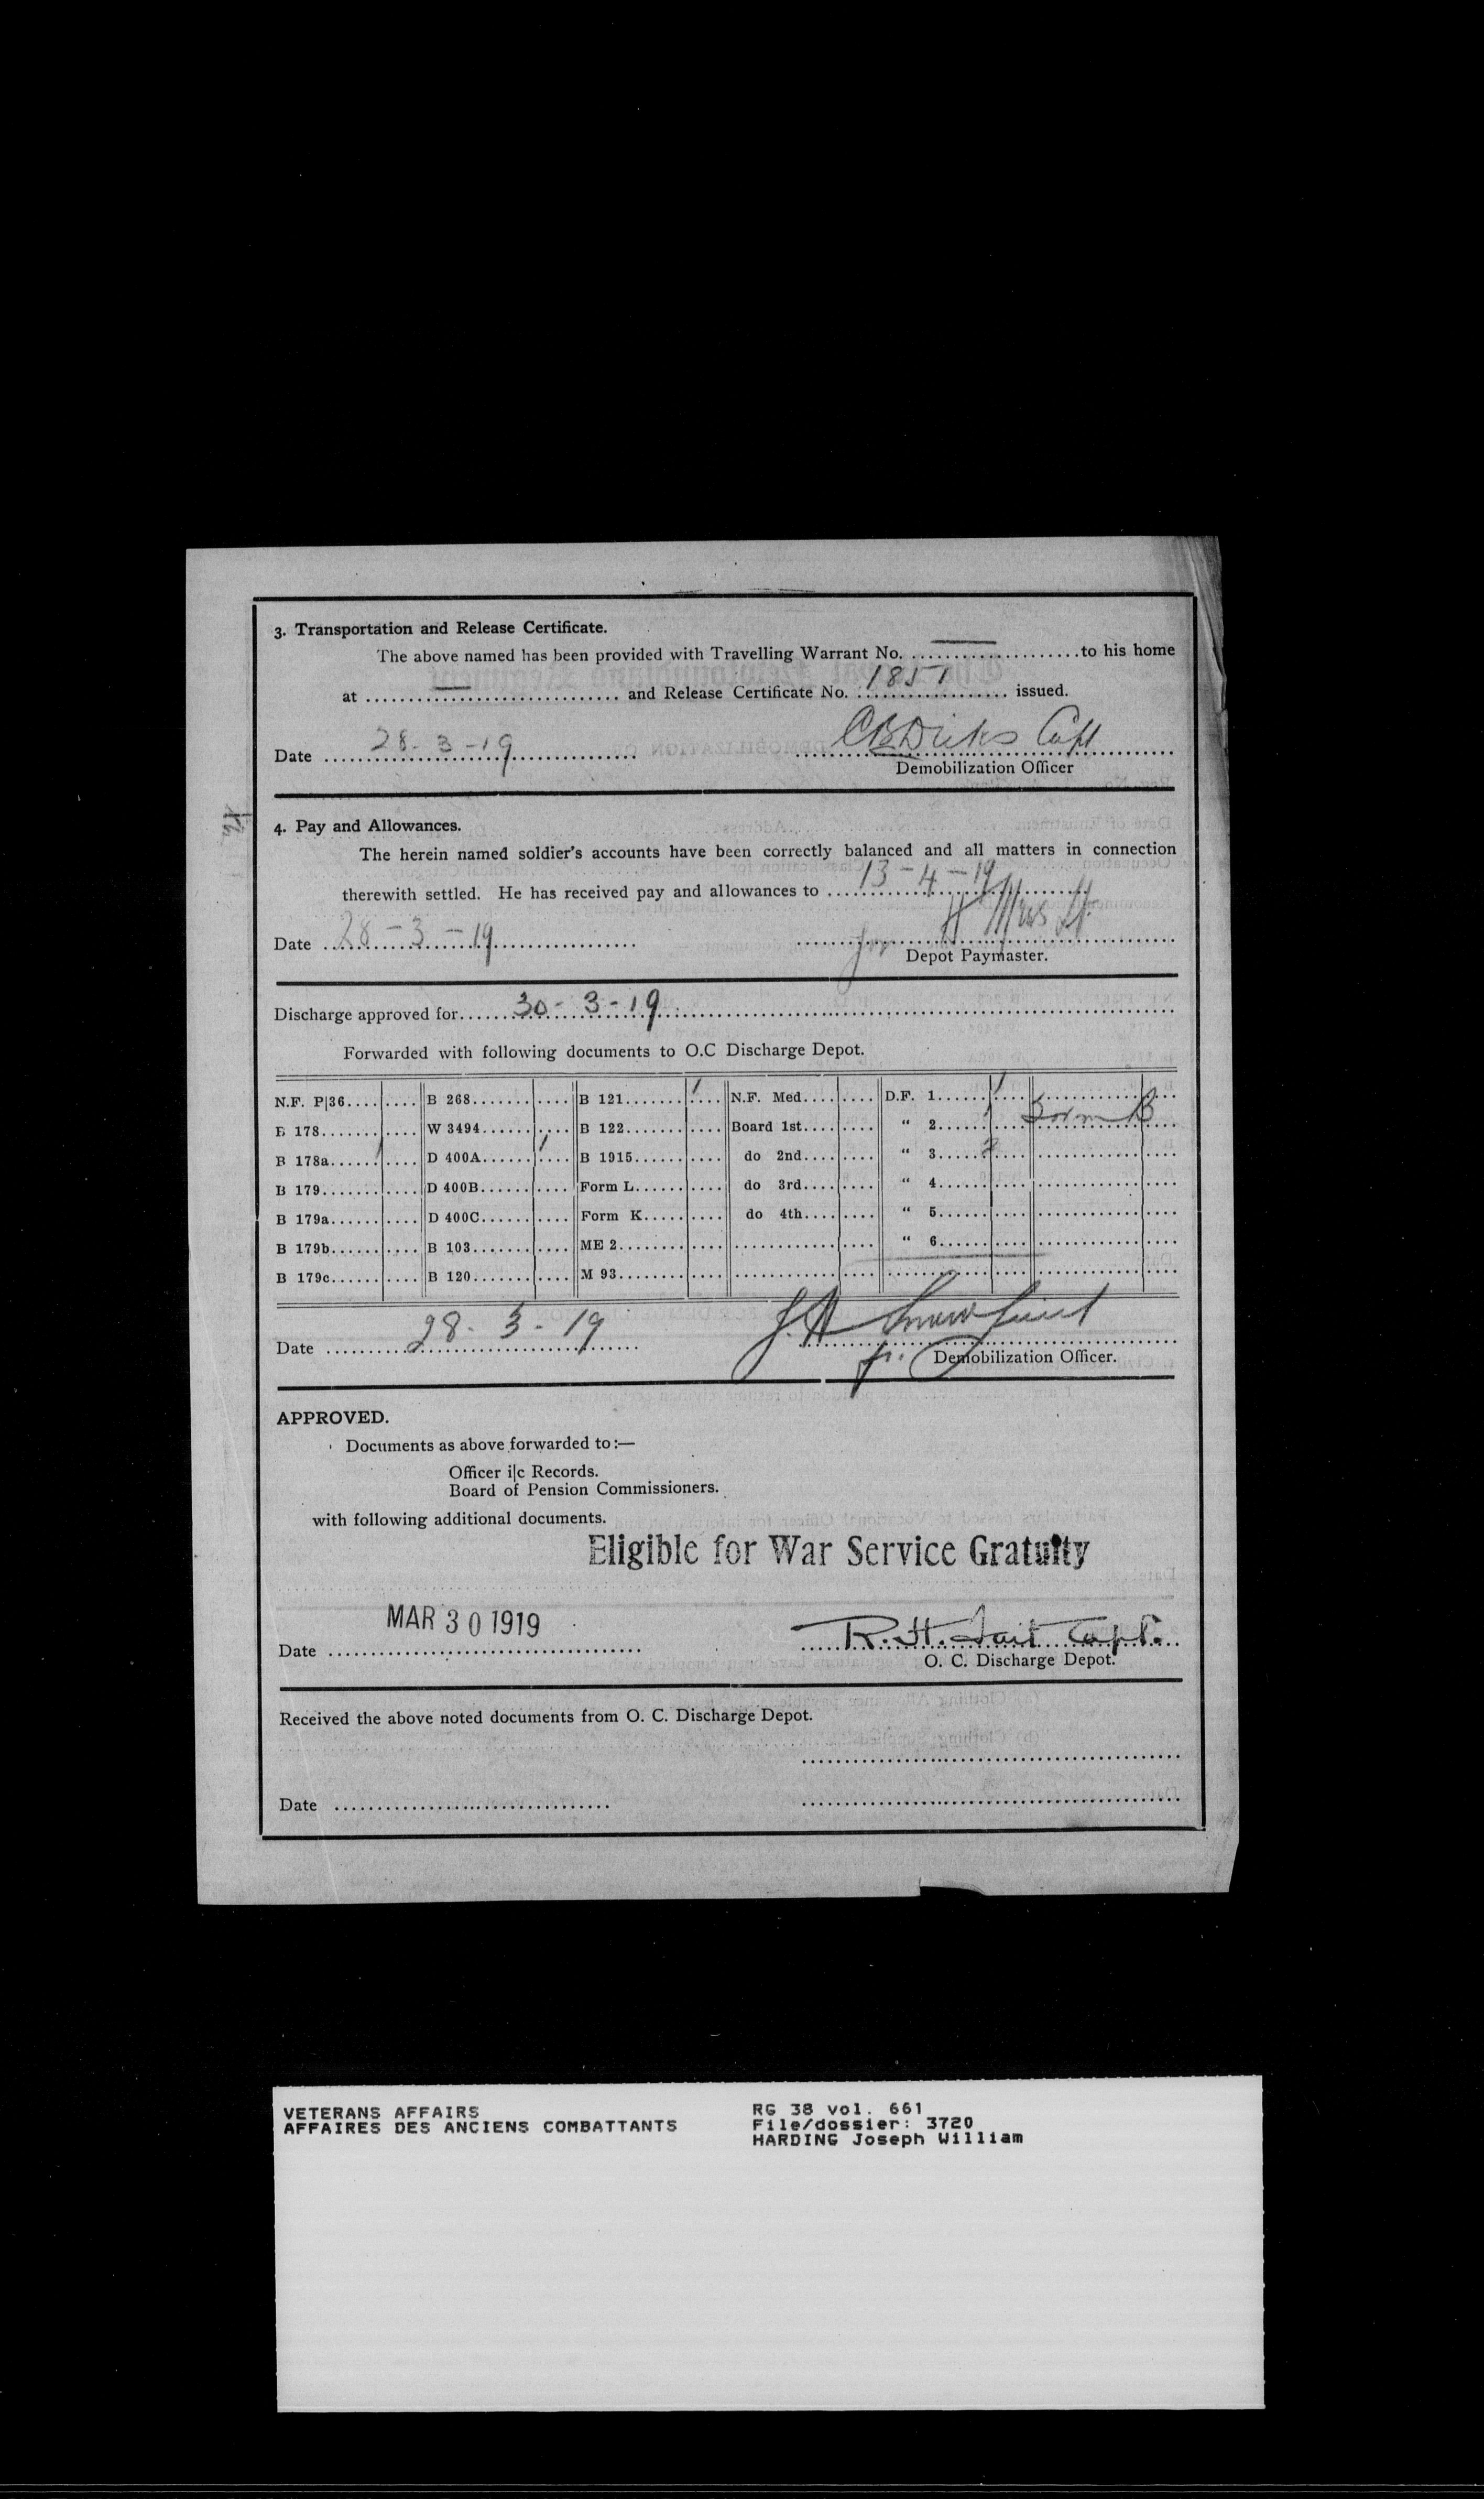 3. Transportation and Release Certificate.
The above named has been provided with Travelling Warrant No. — to his home
at — and Release Certificate No. 1851 issued.
Date 28-3-19 C B Dicks Capt
Demobilization Officer
4. Pay and Allowances.
The herein named soldier's accounts have been correctly balanced and all matters in connection
therewith settled. He has received pay and allowances to 13-4-19
Date 28-3-19 for
Depot Paymaster.
Discharge approved for 30-3-19
Forwarded with following documents to O.C Discharge Depot.
N.F. P|36 B 268 B 121 1 N.F. Med. D.F. 1 1
B 178 W 3494 B 122 Board 1st " 2 1 Form B
B 178a 1 D 400A 1 B 1915 do 2nd " 3
B 179 D 400B Form L do 3rd " 4
B 179a D 400C Form K do 4th " 5
B 179b B 103 ME 2 " 6
B 179c B 120 M 93
Date 28-3-19 J. A Snow Lieut
f. Demobilization Officer.
APPROVED.
Documents as above forwarded to:—
Officer i|c Records.
Board of Pension Commissioners.
with following additional documents.
Eligible for War Service Gratuity
MAR 30 1919
Date R. H. Tait Capt.
O. C. Discharge Depot.
Received the above noted documents from O. C. Discharge Depot.
Date
VETERANS AFFAIRS
AFFAIRES DES ANCIENS COMBATTANTS
RG 38 vol. 661
File/dossier: 3720
HARDING Joseph William